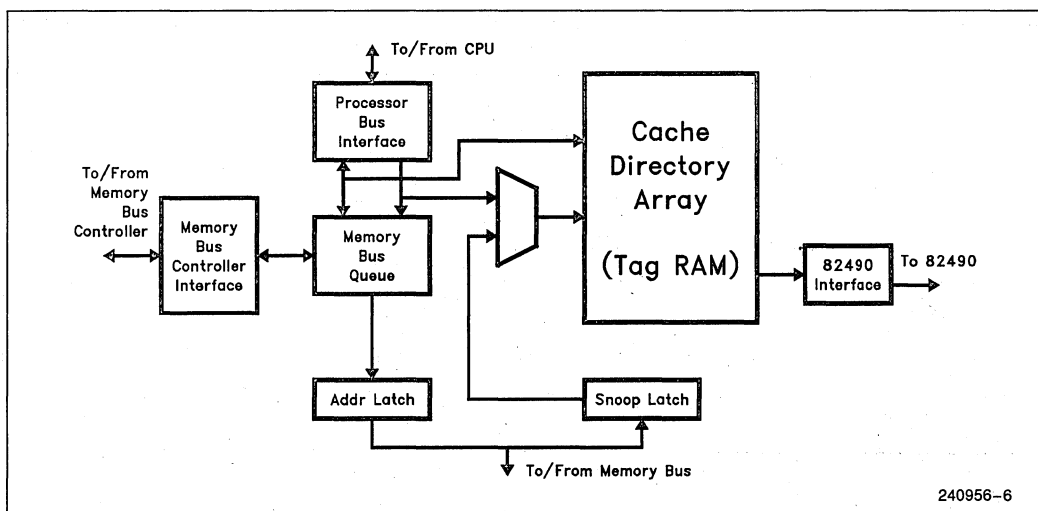 To/From CPU
Processor
Bus
Interface
Cache
Directory
Array
(Tag RAM)
To/From
Memory
Bus
Controller
Memory
Bus
Controller
Interface
Memory
Bus
Queue
82490
Interface
To 82490
Addr Latch
Snoop Latch
To/From Memory Bus
240956-6